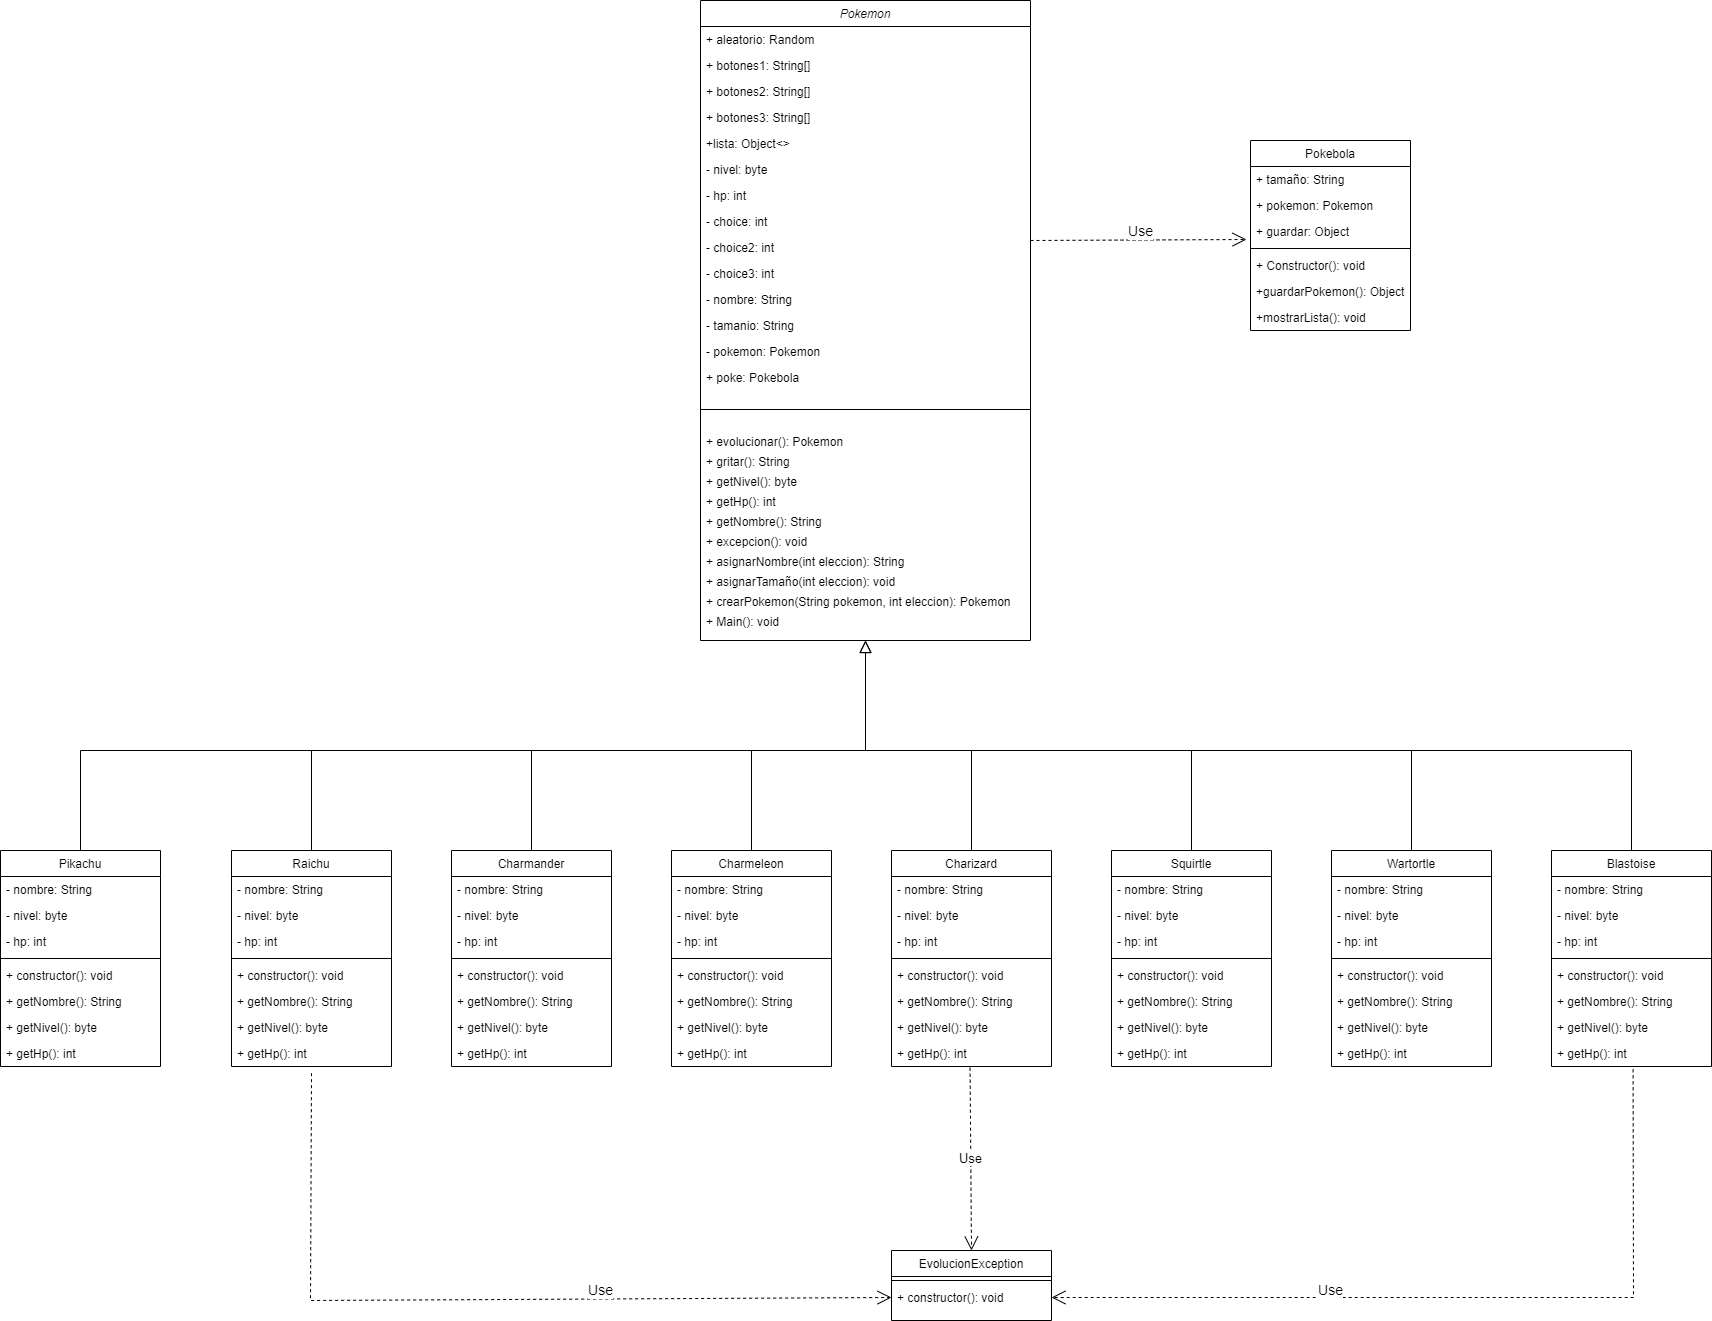 Pokemon
+ aleatorio: Random
+ botones1: String[]
+ botones2: String[]
+ botones3: String[]
+lista: Object<>
- nivel: byte
- hp: int
- choice: int
- choice2: int
- choice3: int
- nombre: String
- tamanio: String
- pokemon: Pokemon
+ poke: Pokebola
+ evolucionar(): Pokemon
+ gritar(): String
+ getNivel(): byte
+ getHp(): int
+ getNombre(): String
+ excepcion(): void
+ asignarNombre(int eleccion): String
+ asignarTamaño(int eleccion): void
+ crearPokemon(String pokemon, int eleccion): Pokemon
+ Main(): void
Use
Pokebola
+ tamaño: String
+ pokemon: Pokemon
+ guardar: Object
+ Constructor(): void
+guardarPokemon(): Object
+mostrarLista(): void
Pikachu
- nombre: String
- nivel: byte
- hp: int
+ constructor(): void
+ getNombre(): String
+ getNivel(): byte
+ getHp(): int
Raichu
- nombre: String
- nivel: byte
- hp: int
+ constructor(): void
+ getNombre(): String
+ getNivel(): byte
+ getHp(): int
Charmander
- nombre: String
- nivel: byte
- hp: int
+ constructor(): void
+ getNombre(): String
+ getNivel(): byte
+ getHp(): int
Charmeleon
- nombre: String
- nivel: byte
- hp: int
+ constructor(): void
+ getNombre(): String
+ getNivel(): byte
+ getHp(): int
Charizard
- nombre: String
- nivel: byte
- hp: int
+ constructor(): void
+ getNombre(): String
+ getNivel(): byte
+ getHp(): int
Squirtle
- nombre: String
- nivel: byte
- hp: int
+ constructor(): void
+ getNombre(): String
+ getNivel(): byte
+ getHp(): int
Wartortle
- nombre: String
- nivel: byte
- hp: int
+ constructor(): void
+ getNombre(): String
+ getNivel(): byte
+ getHp(): int
Blastoise
- nombre: String
- nivel: byte
- hp: int
+ constructor(): void
+ getNombre(): String
+ getNivel(): byte
+ getHp(): int
Use
Use
Use
EvolucionException
+ constructor(): void